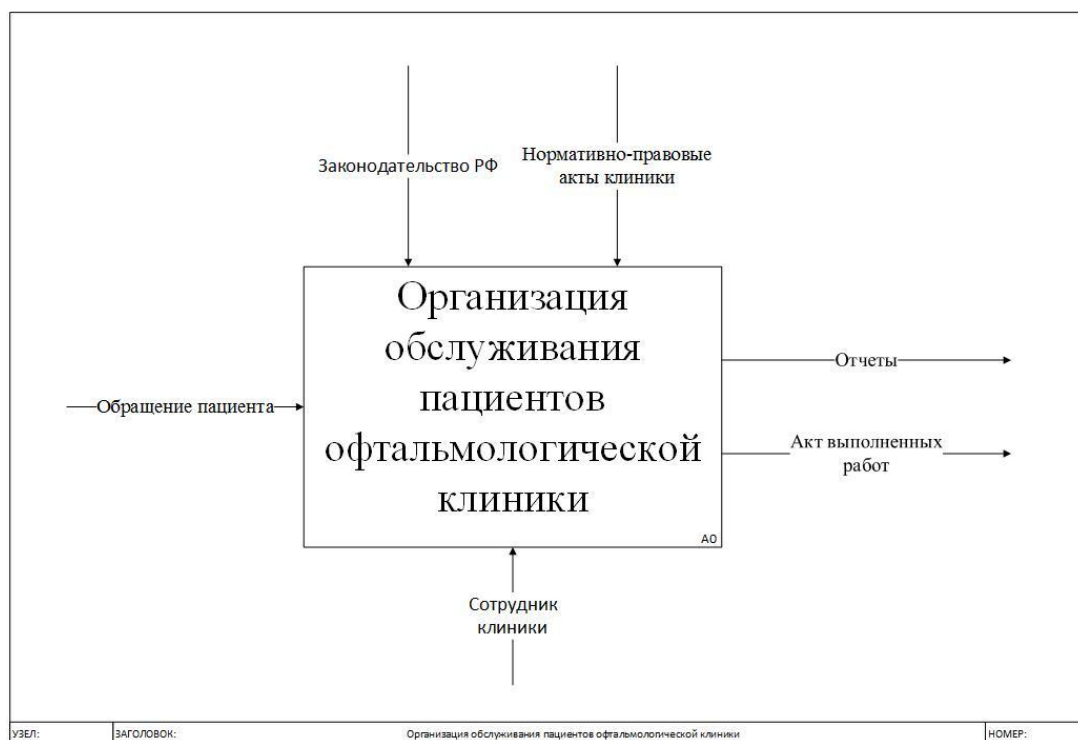 Законодательство РФ
Нормативно-правовые
акты клиники
Организация
обслуживания
пациентов
офтальмологической
клиники
А0
Обращение пациента
Отчеты
Акт выполненных
работ
Сотрудник
клиники
УЗЕЛ:
ЗАГОЛОВОК:
Организация обслуживания пациентов офтальмологической клиники
НОМЕР: